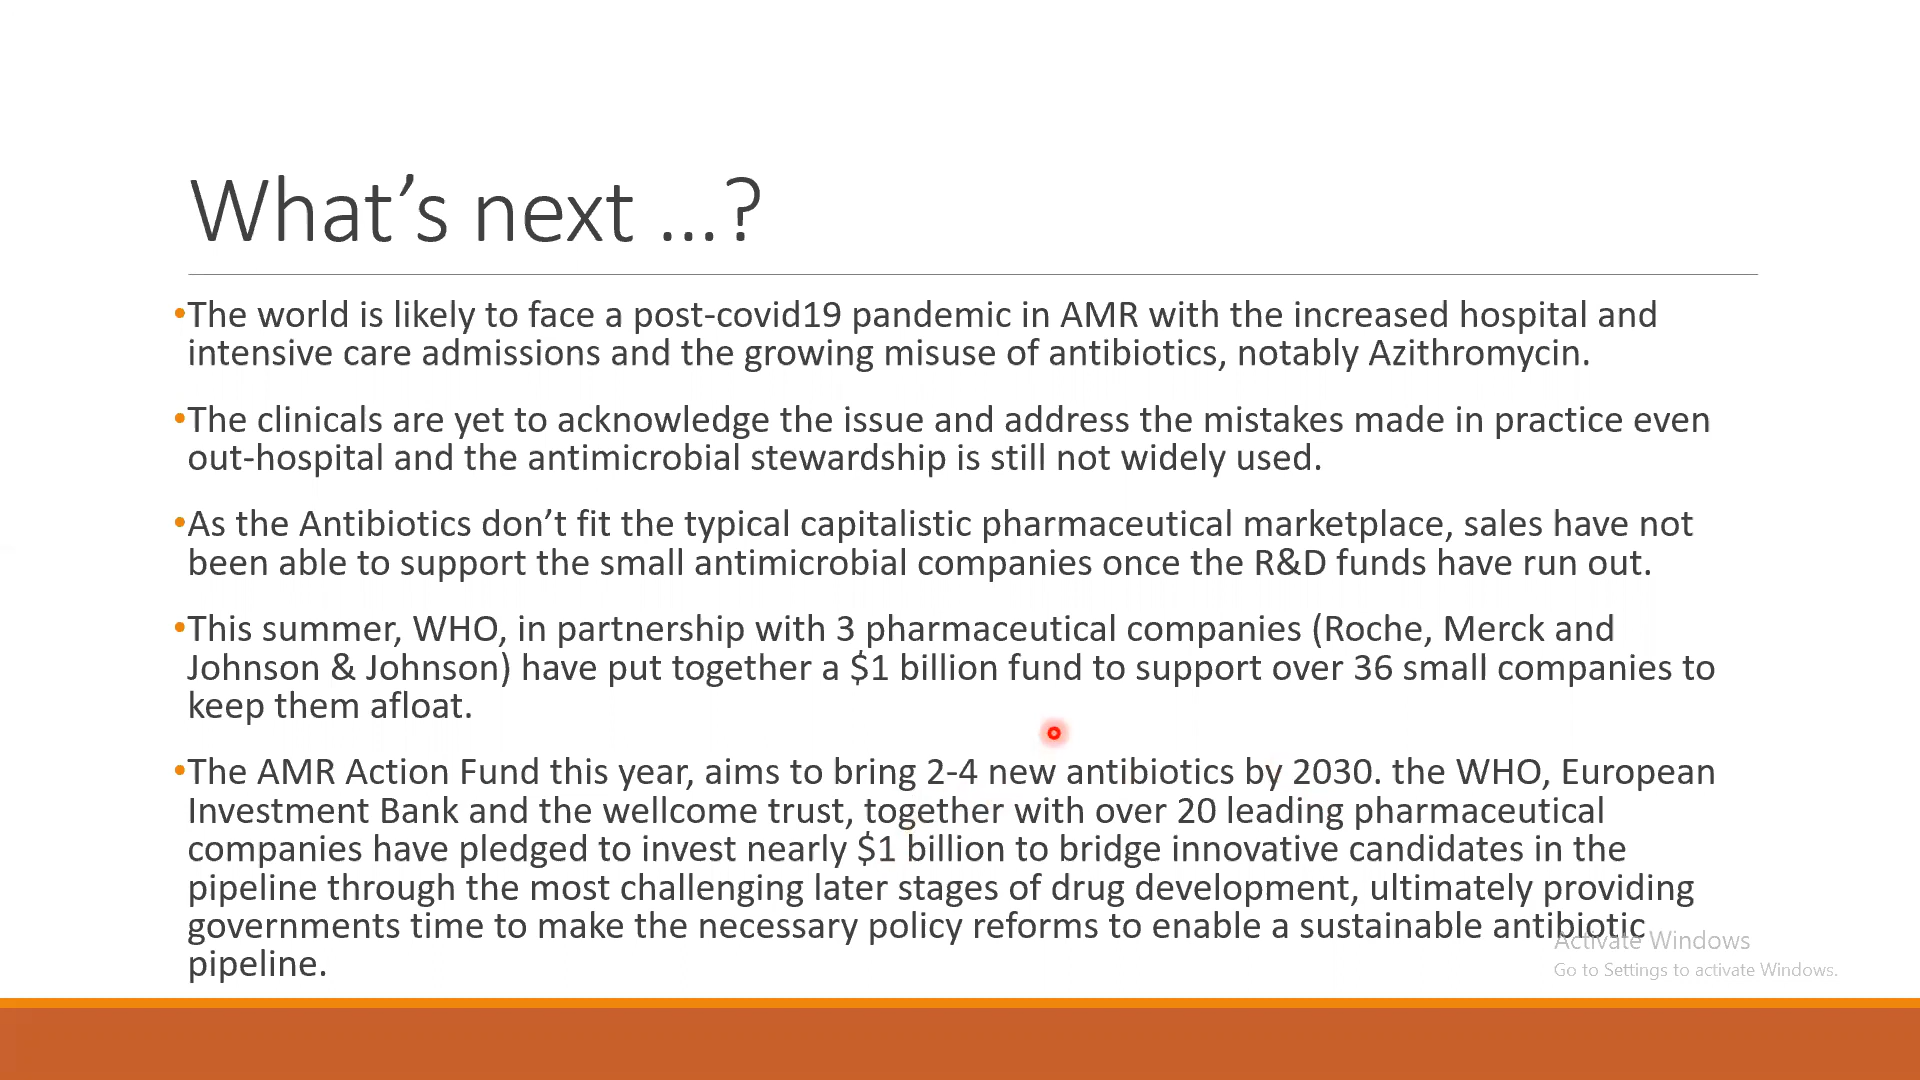 What’s next …?
•The world is likely to face a post-covid19 pandemic in AMR with the increased hospital and
intensive care admissions and the growing misuse of antibiotics, notably Azithromycin.
•The clinicals are yet to acknowledge the issue and address the mistakes made in practice even
out-hospital and the antimicrobial stewardship is still not widely used.
•As the Antibiotics don’t fit the typical capitalistic pharmaceutical marketplace, sales have not
been able to support the small antimicrobial companies once the R&D funds have run out.
•This summer, WHO, in partnership with 3 pharmaceutical companies (Roche, Merck and
Johnson & Johnson) have put together a $1 billion fund to support over 36 small companies to
keep them afloat.
•The AMR Action Fund this year, aims to bring 2-4 new antibiotics by 2030. the WHO, European
Investment Bank and the wellcome trust, together with over 20 leading pharmaceutical
companies have pledged to invest nearly $1 billion to bridge innovative candidates in the
pipeline through the most challenging later stages of drug development, ultimately providing
governments time to make the necessary policy reforms to enable a sustainable antibiotic
pipeline.
Activate Windows
Go to Settings to activate Windows.